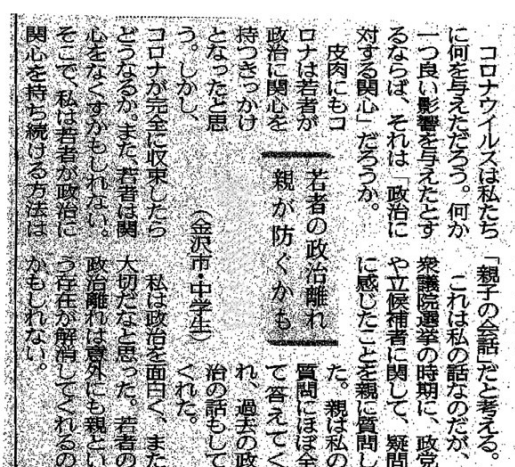 コロナウイルスは私たち
に何を与えただろう。何か
一つ良い影響を与えたとす
るならば、それは「政治に
対する関心」だろうか。
皮肉にもコ
ロナは若者が
政治に関心を
持つきっかけ
となったと思
う。しかし、
コロナが完全に収束したら
どうなるか。また、若者は関
心をなくすかもしれない。
そこで、私は若者が政治に
関心を持ち続ける方法は
若者の政治離れ
親が防ぐかも
（金沢市・中学生）
「親子の会話」だと考える。
これは私の話なのだが、
衆議院選挙の時期に、政党
や立候補者に関して、疑問
に感じたことを親に質問し
た。親は私の
質問にほぼ全
て答えてく
れ、過去の政
治の話もして
くれた。
私は政治を面白く、また
大切だなと思った。若者の
政治離れは意外にも親とい
う存在が解消してくれるの
かもしれない。